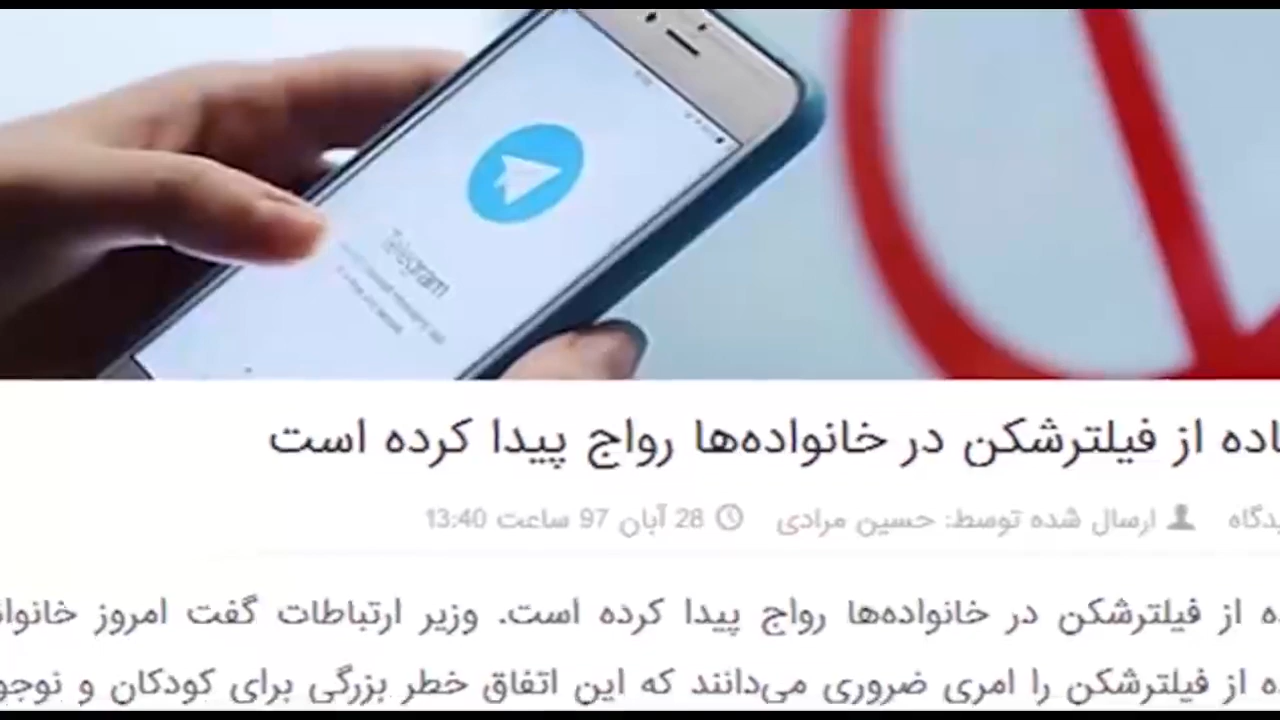 Telegram
از فیلترشکن در خانواده‌ها رواج پیدا کرده است
ارسال شده توسط: حسین مرادی 28 آبان 97 ساعت 13:40
از فیلترشکن در خانواده‌ها رواج پیدا کرده است. وزیر ارتباطات گفت امروز
از فیلترشکن را امری ضروری می‌دانند که این اتفاق خطر بزرگی برای کودکان و